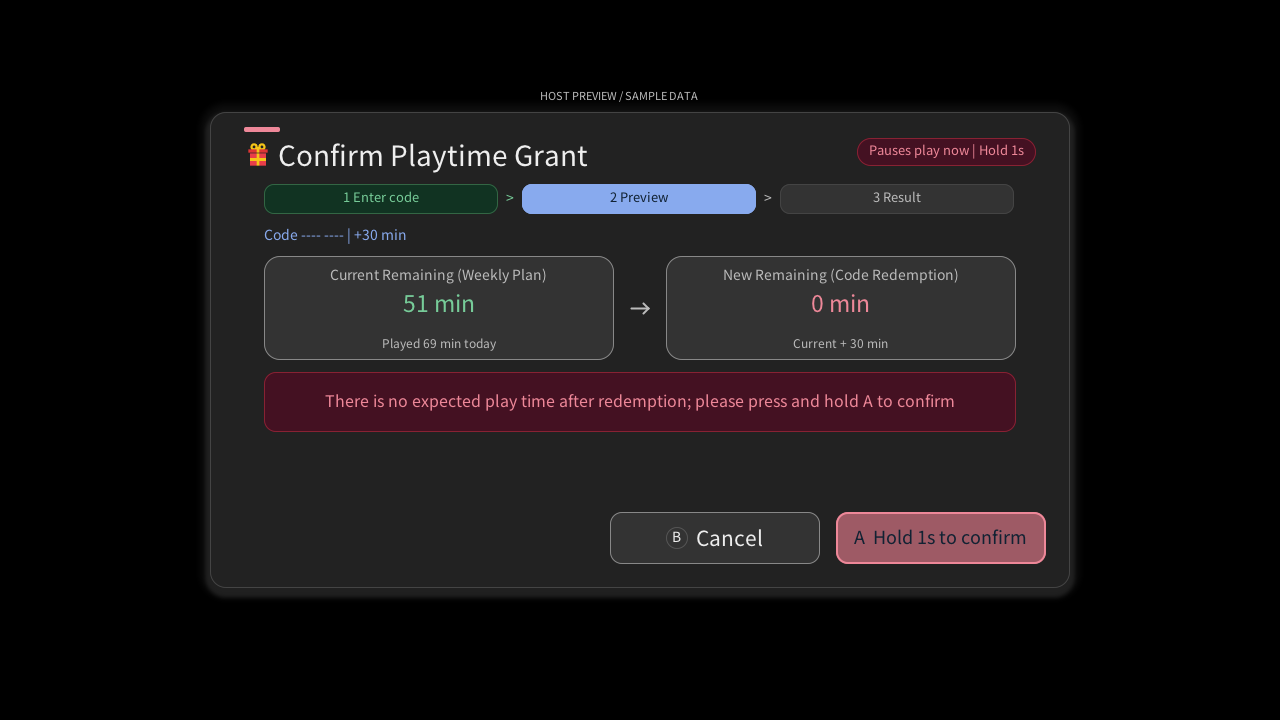 HOST PREVIEW / SAMPLE DATA
Confirm Playtime Grant
Pauses play now | Hold 1s
1 Enter code > 2 Preview > 3 Result
Code ---- ---- | +30 min
Current Remaining (Weekly Plan)
51 min
Played 69 min today
→
New Remaining (Code Redemption)
0 min
Current + 30 min
There is no expected play time after redemption; please press and hold A to confirm
B Cancel
A Hold 1s to confirm